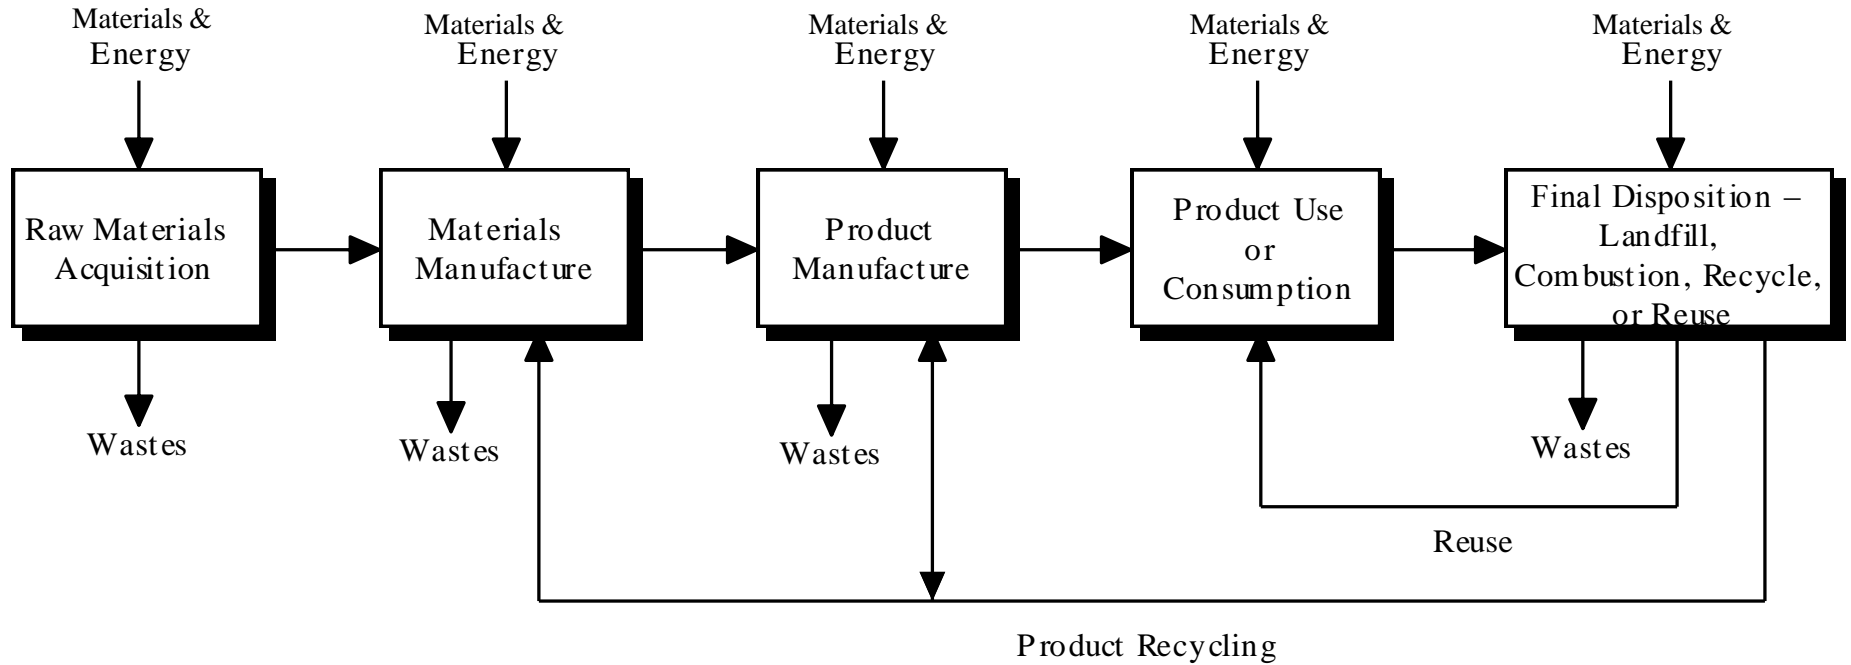 Materials &
Energy
Materials &
Energy
Materials &
Energy
Materials &
Energy
Materials &
Energy
Raw Materials
Acquisition
Materials
Manufacture
Product
Manufacture
Product Use
or
Consumption
Final Disposition –
Landfill,
Combustion, Recycle,
or Reuse
Wastes
Wastes
Wastes
Wastes
Reuse
Product Recycling